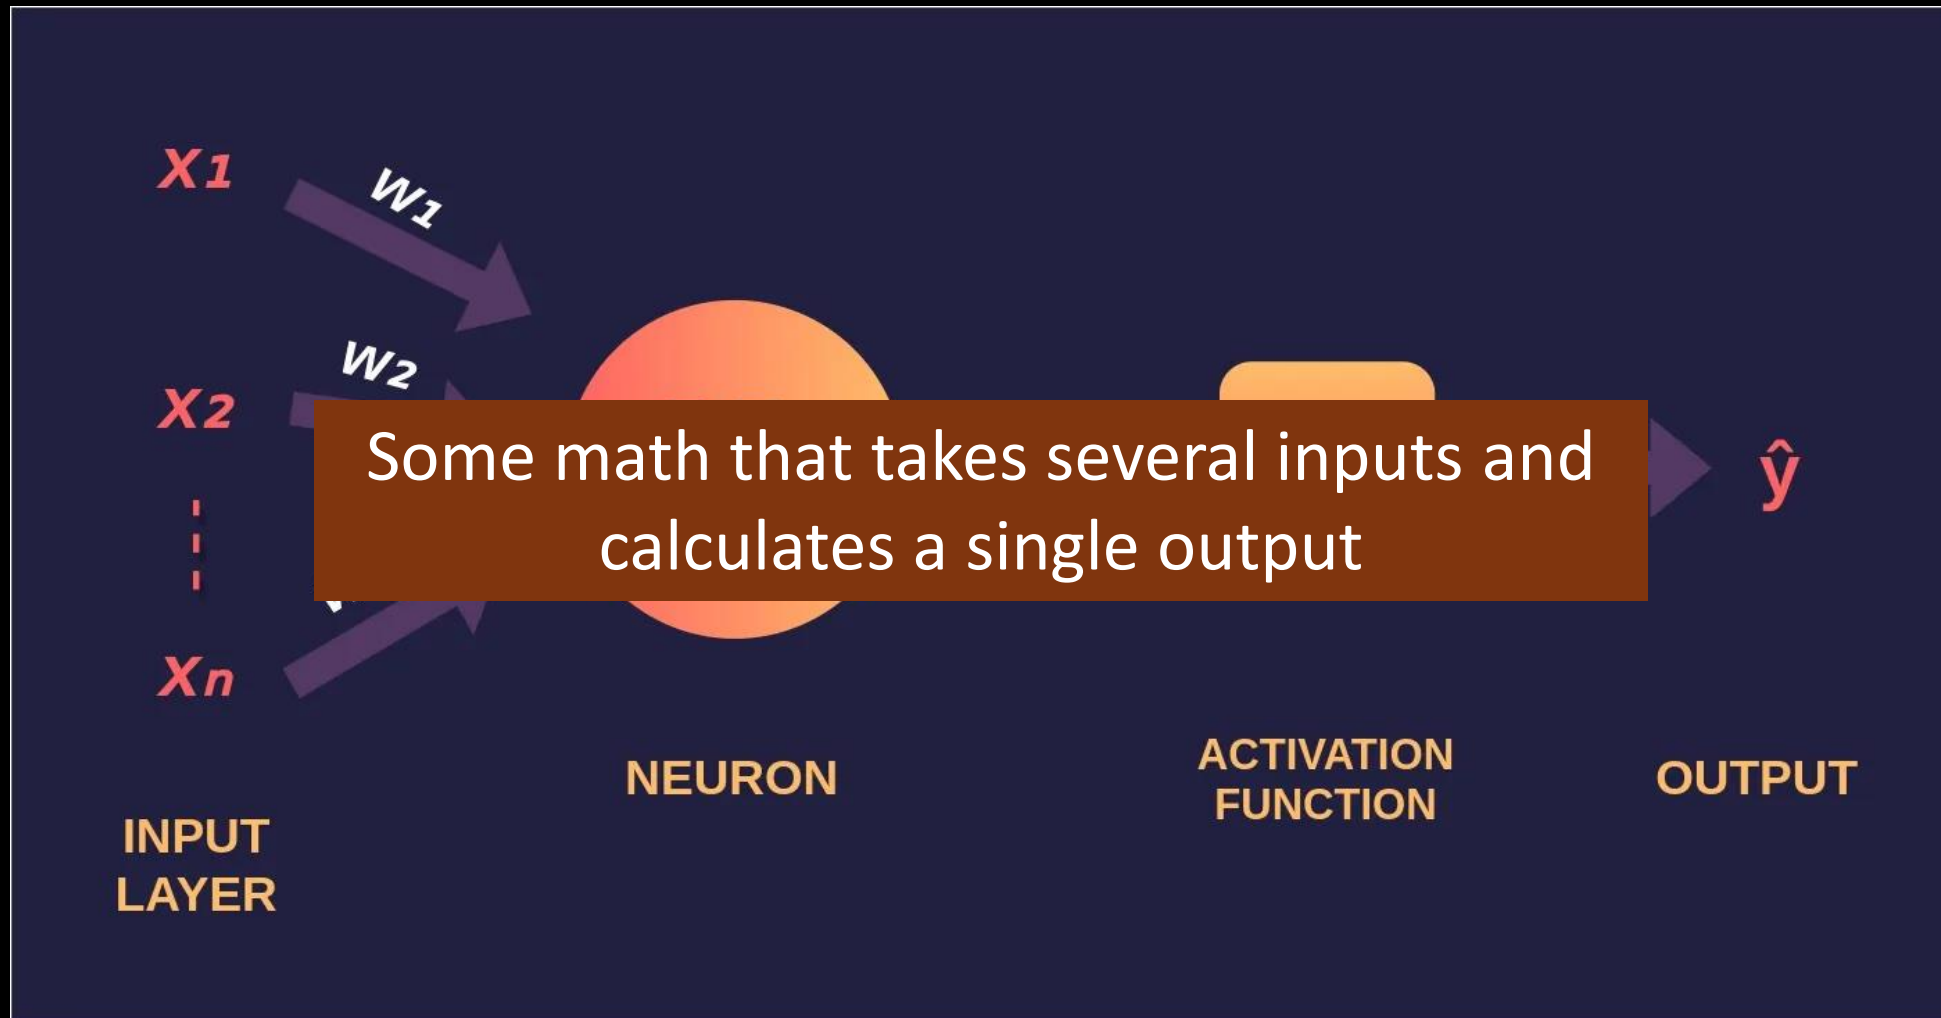 X1
W1
W2
X2
Some math that takes several inputs and
calculates a single output
ŷ
Xn
NEURON
ACTIVATION
FUNCTION
OUTPUT
INPUT
LAYER